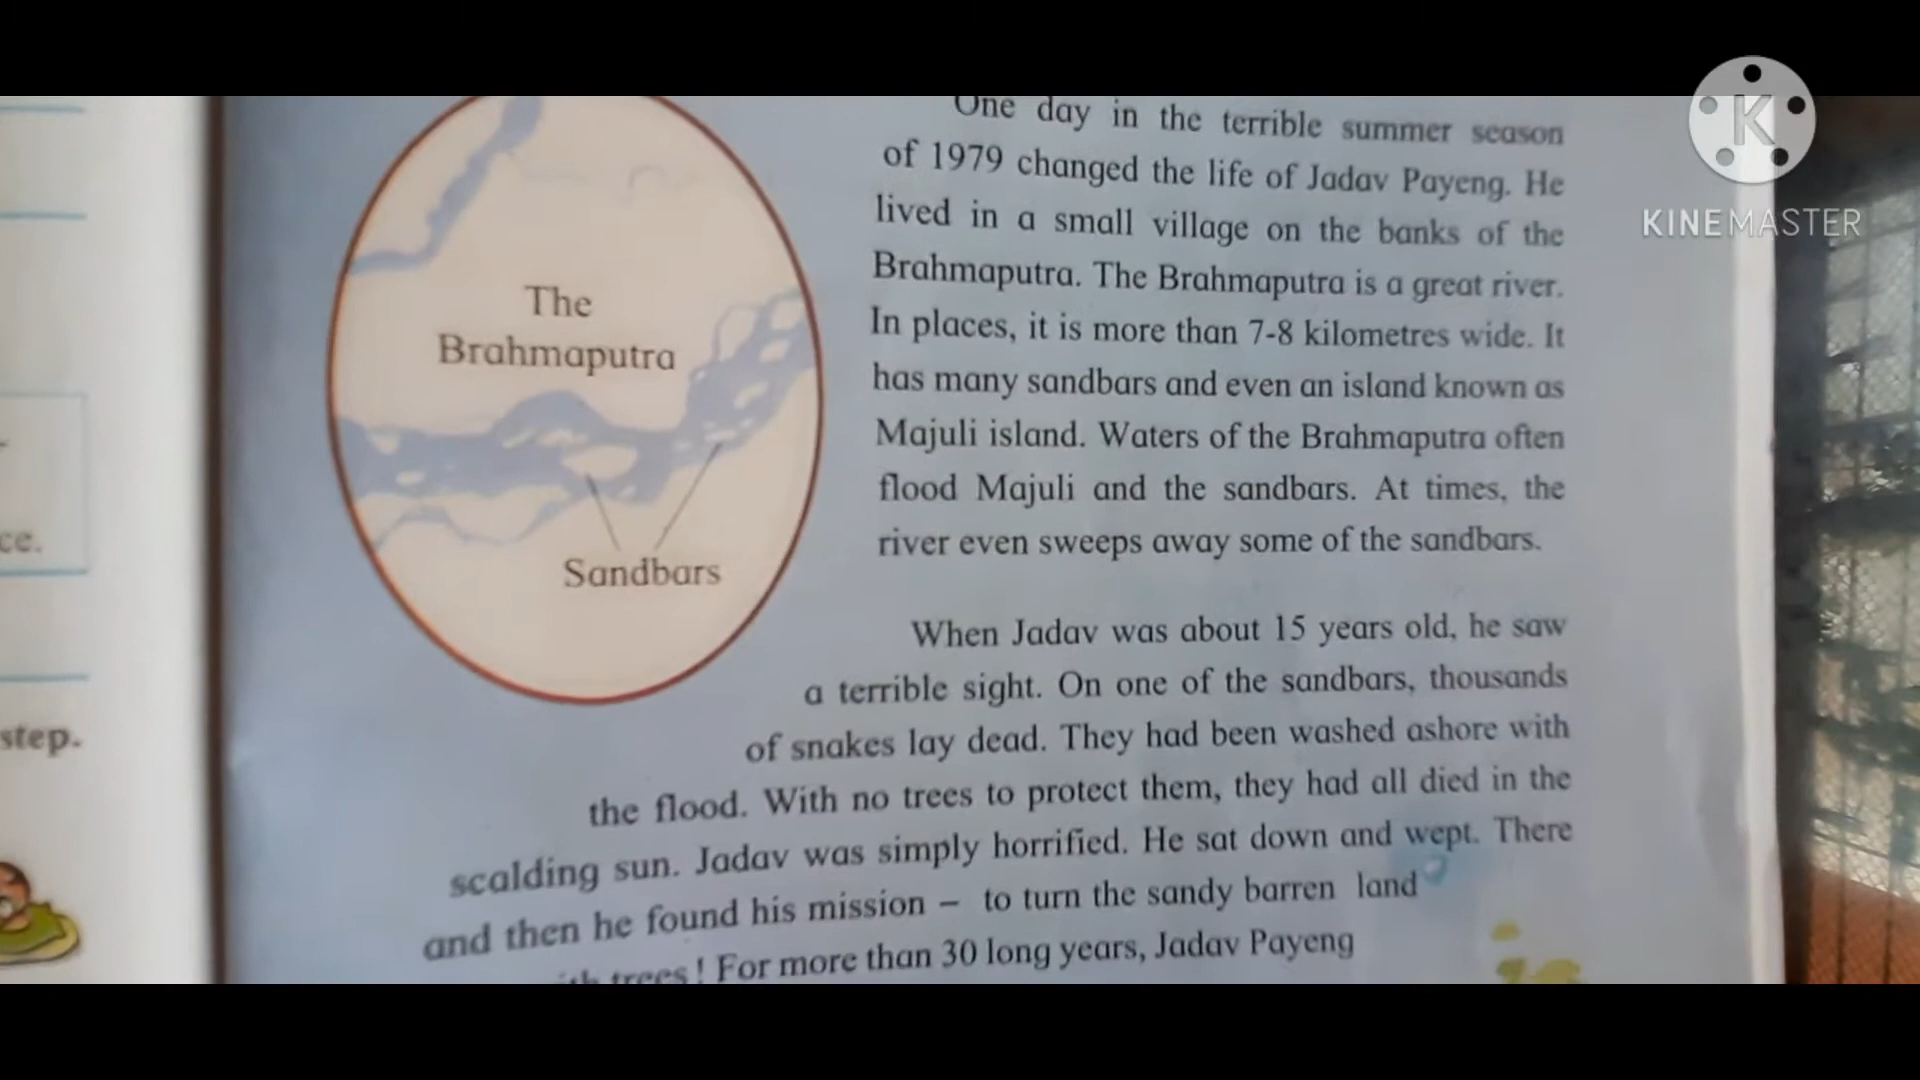 One day in the terrible summer season
of 1979 changed the life of Jadav Payeng. He
lived in a small village on the banks of the
Brahmaputra. The Brahmaputra is a great river.
In places, it is more than 7-8 kilometres wide. It
has many sandbars and even an island known as
Majuli island. Waters of the Brahmaputra often
flood Majuli and the sandbars. At times, the
river even sweeps away some of the sandbars.
The
Brahmaputra
Sandbars
When Jadav was about 15 years old, he saw
a terrible sight. On one of the sandbars, thousands
of snakes lay dead. They had been washed ashore with
the flood. With no trees to protect them, they had all died in the
scalding sun. Jadav was simply horrified. He sat down and wept. There
and then he found his mission – to turn the sandy barren land
trees! For more than 30 long years, Jadav Payeng
ce.
step.
K
KINEMASTER